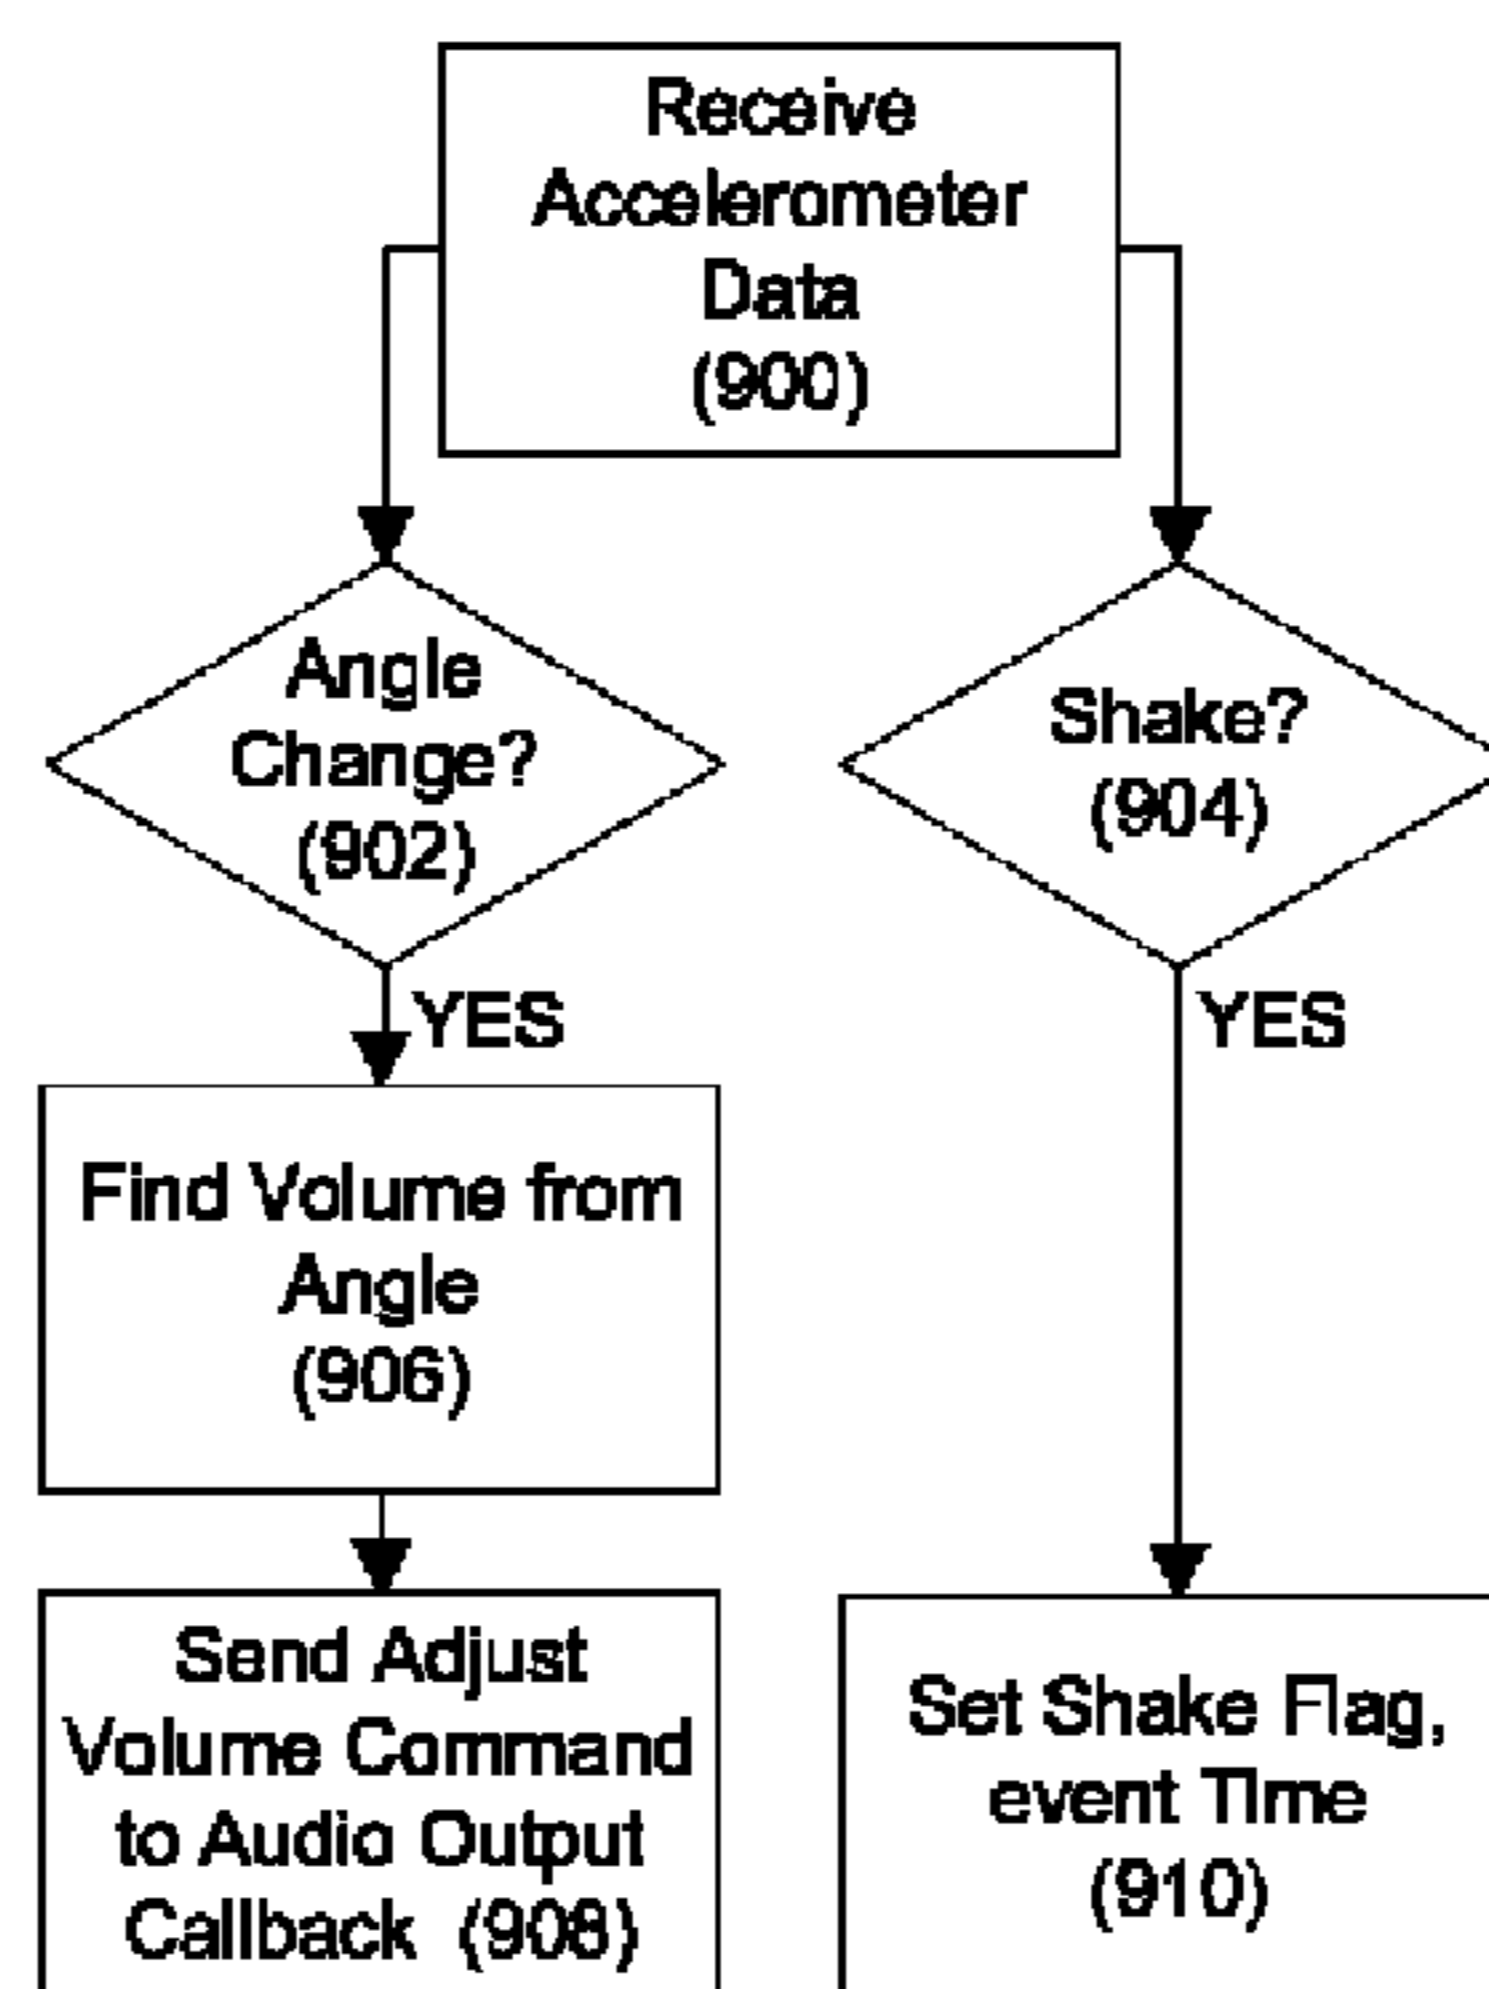 Receive
Accelerometer
Data
(900)
Angle
Change?
(902)
Shake?
(904)
YES
YES
Find Volume from
Angle
(906)
Send Adjust
Volume Command
to Audio Output
Callback (908)
Set Shake Flag,
event Time
(910)